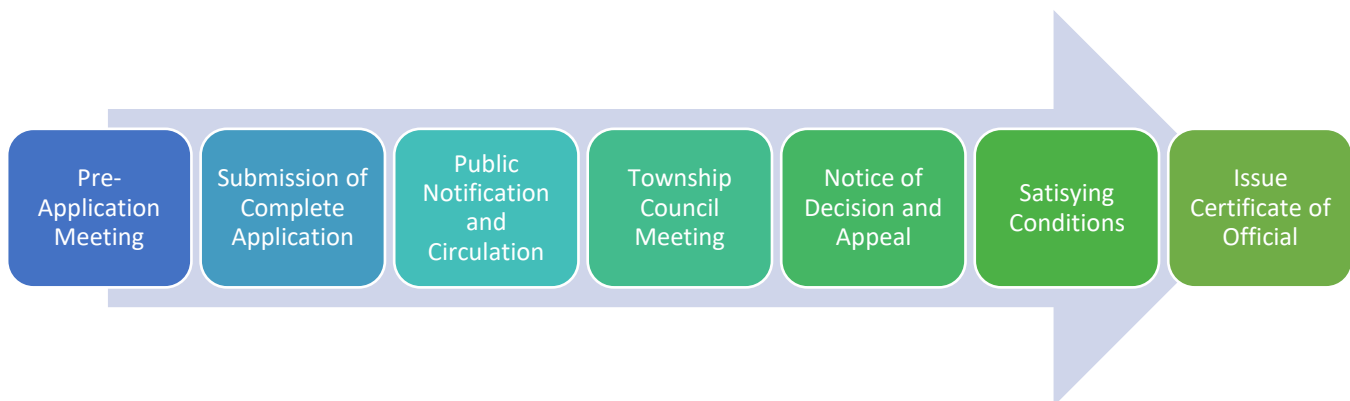 Pre-
Application
Meeting
Submission of
Complete
Application
Public
Notification
and
Circulation
Township
Council
Meeting
Notice of
Decision and
Appeal
Satisying
Conditions
Issue
Certificate of
Official